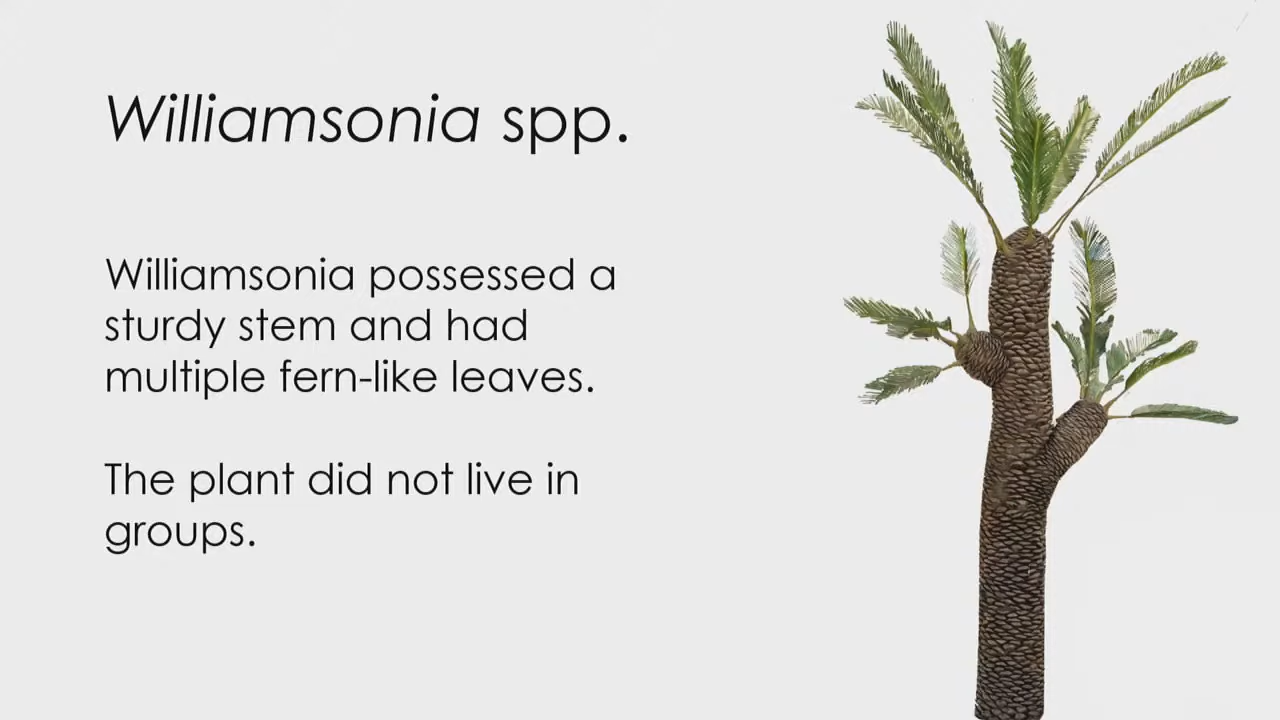 Williamsonia spp.
Williamsonia possessed a
sturdy stem and had
multiple fern-like leaves.
The plant did not live in
groups.